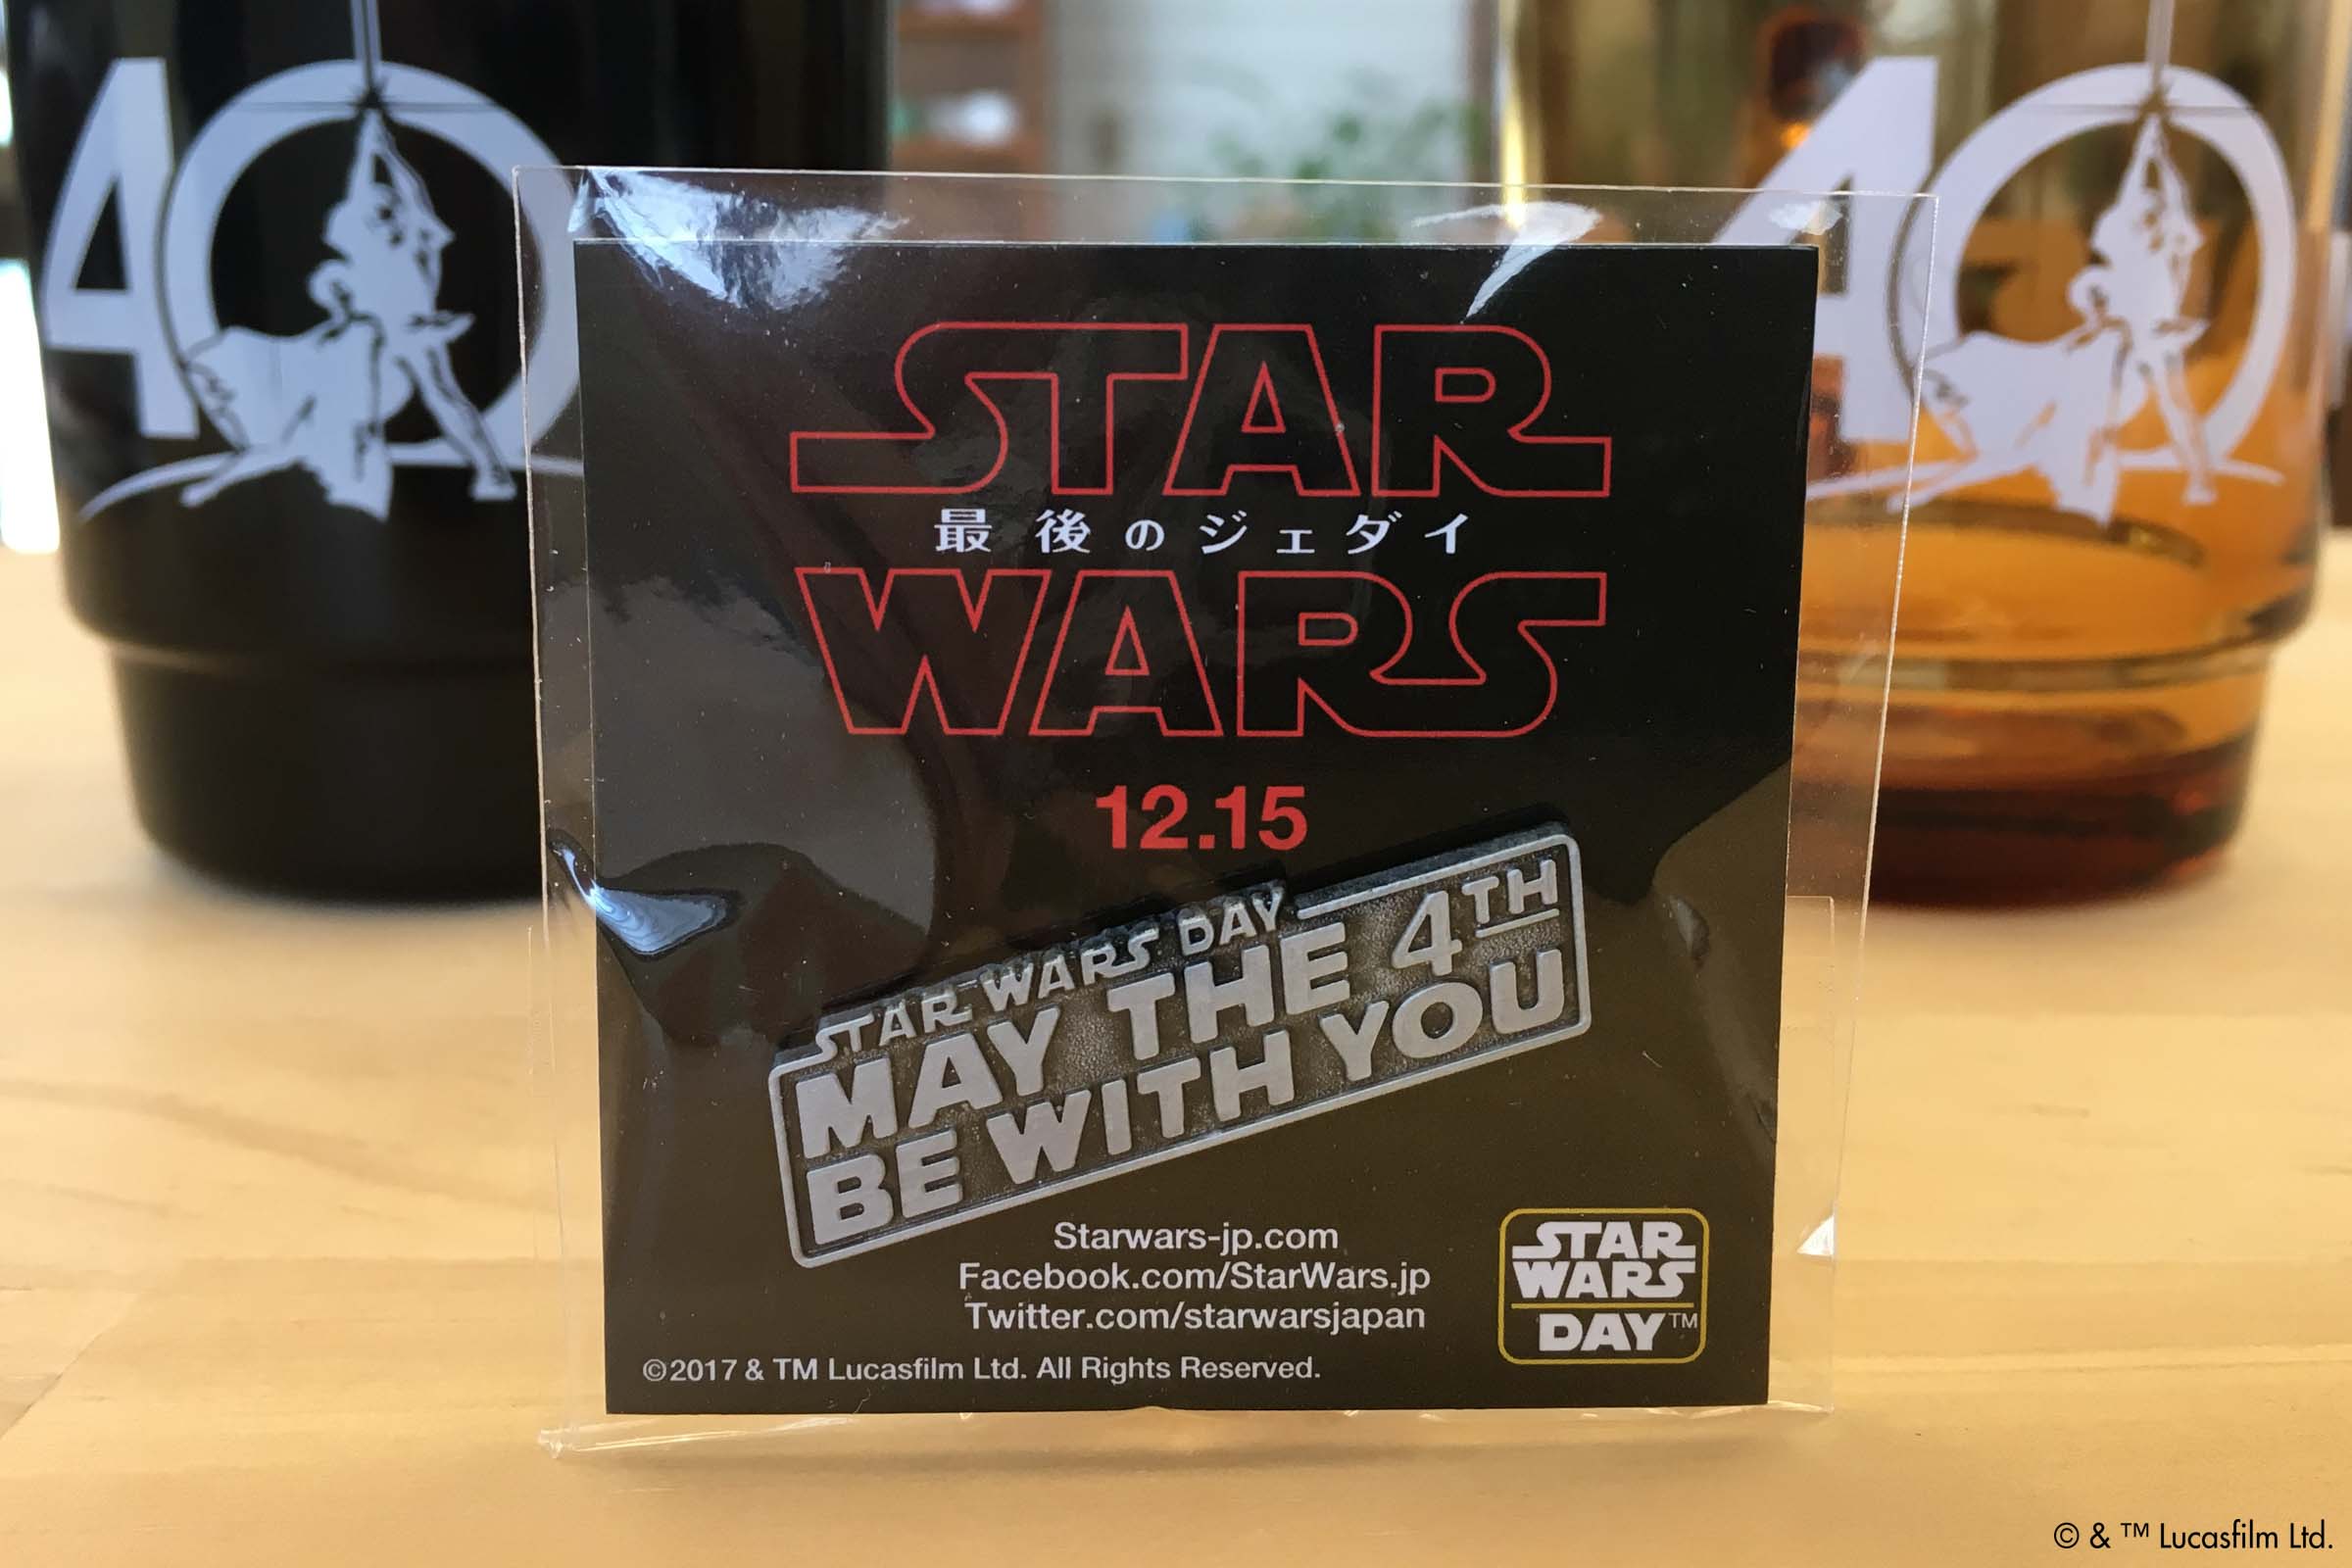 40
40
STAR
最後のジェダイ
WARS
12.15
STAR WARS DAY
MAY THE 4TH
BE WITH YOU
Starwars-jp.com
Facebook.com/StarWars.jp
Twitter.com/starwarsjapan
STAR
WARS
DAY™
©2017 & TM Lucasfilm Ltd. All Rights Reserved.
© & ™ Lucasfilm Ltd.